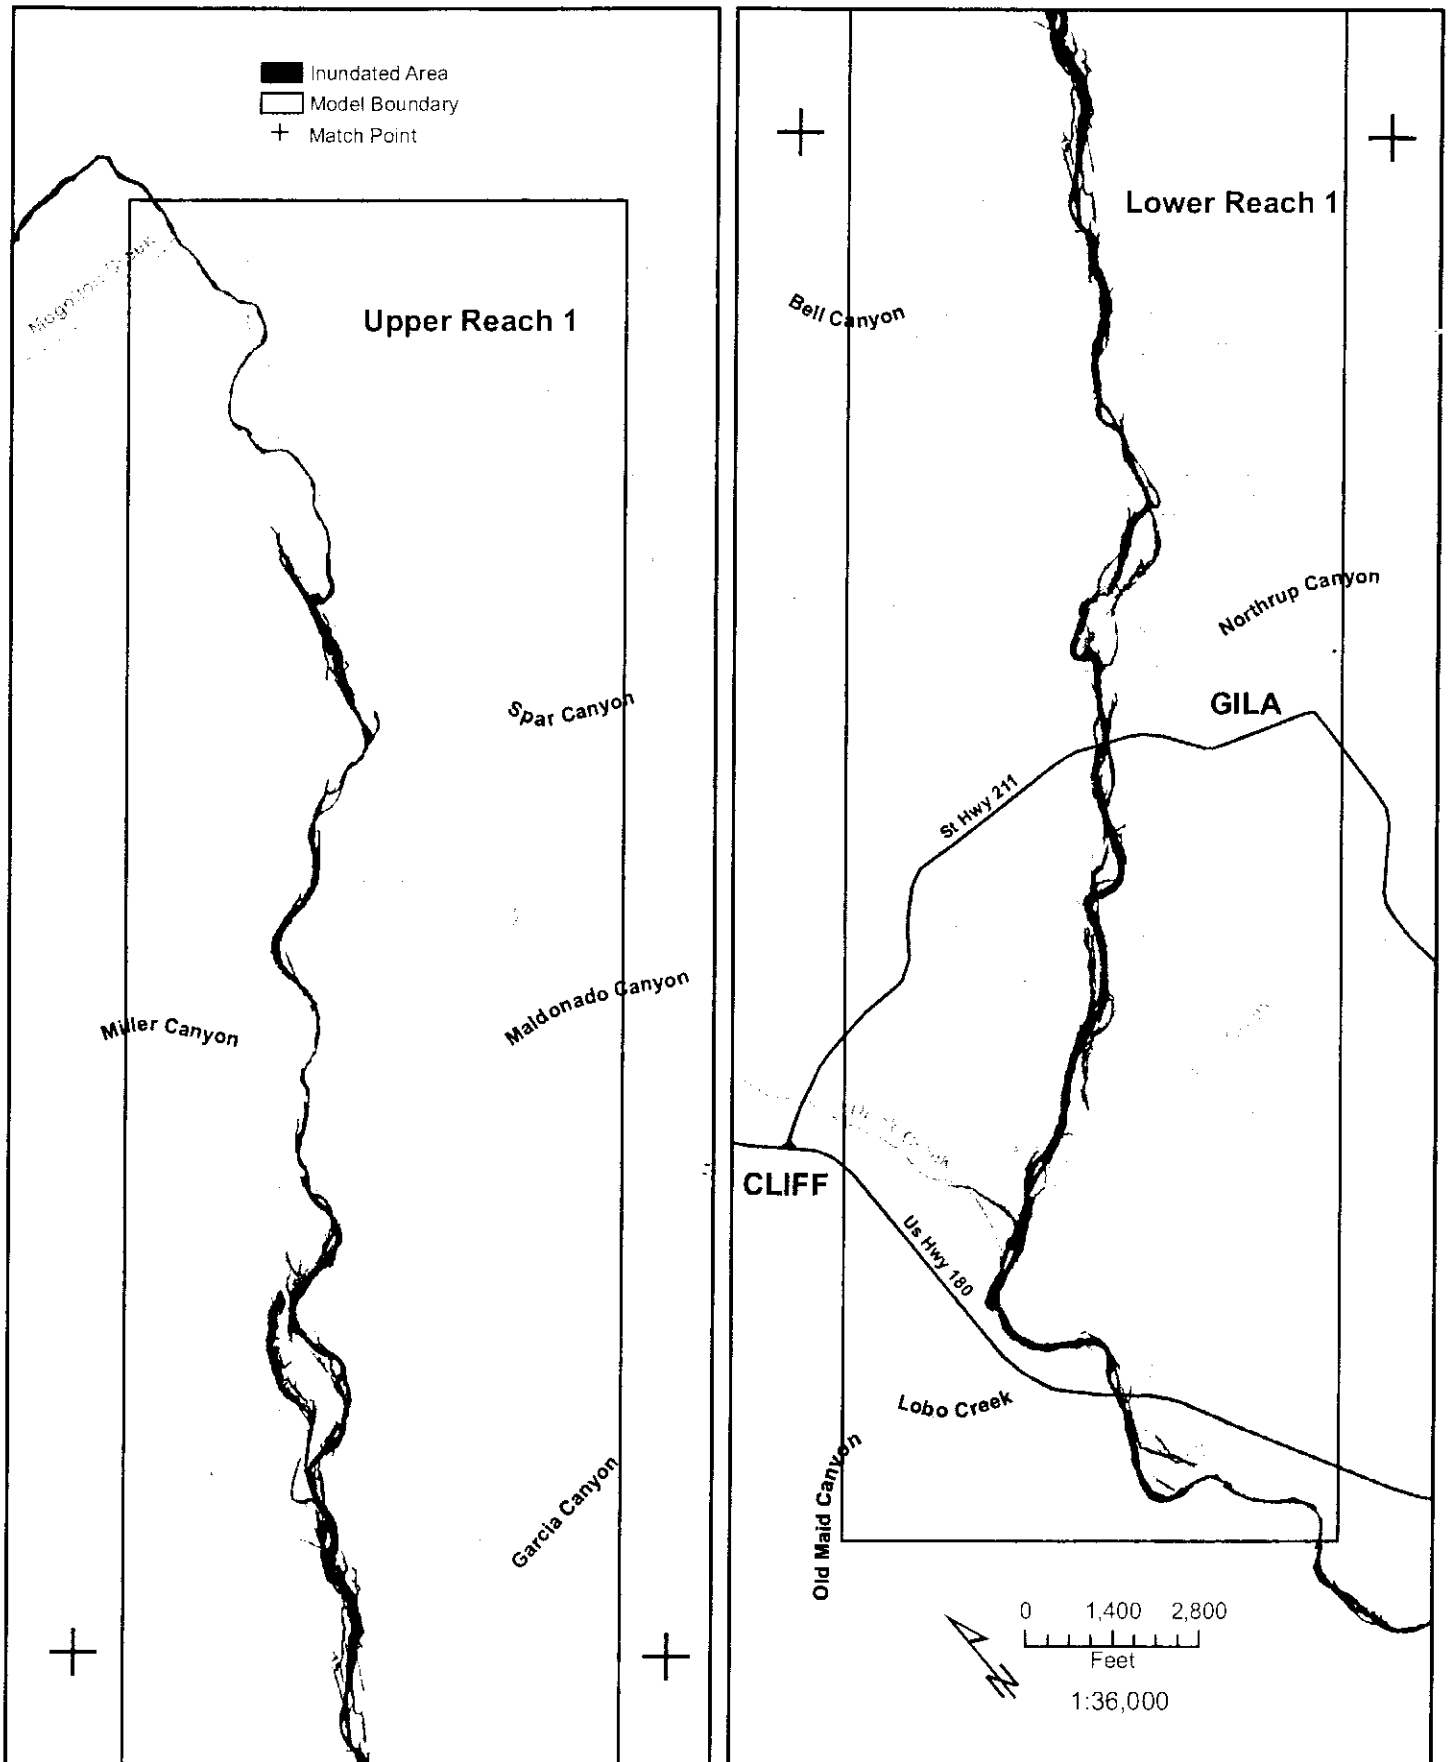 Inundated Area
Model Boundary
Match Point
Upper Reach 1
Spar Canyon
Maldonado Canyon
Miller Canyon
Garcia Canyon
Lower Reach 1
Bell Canyon
Northrup Canyon
GILA
St Hwy 211
CLIFF
Us Hwy 180
Lobo Creek
Old Maid Canyon
N
0 1,400 2,800
Feet
1:36,000